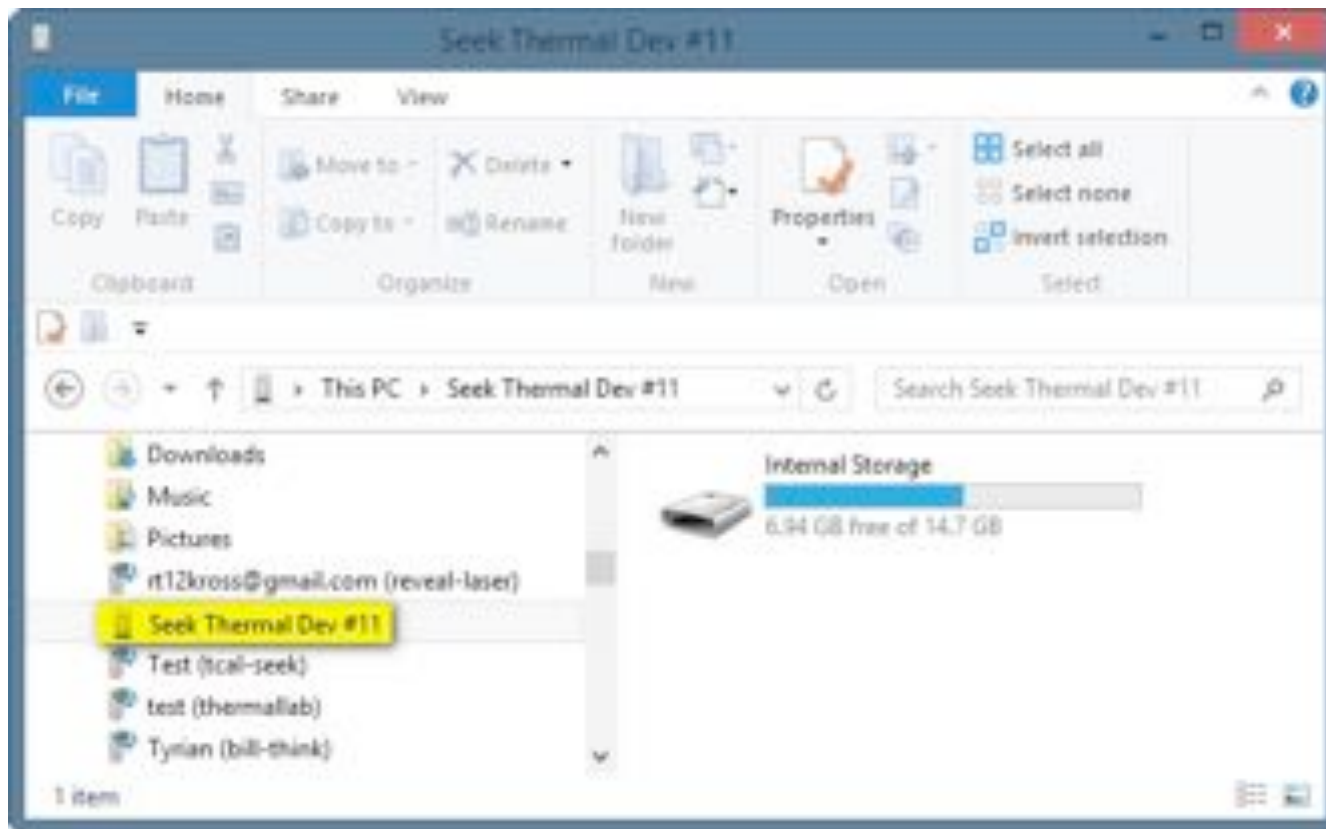 Seek Thermal Dev #11
File Home Share View
Copy Paste Move to Copy to Delete Rename New folder Properties Select all Select none Invert selection
Clipboard Organize New Open Select
This PC Seek Thermal Dev #11 Search Seek Thermal Dev #11
Downloads
Music
Pictures
rt12kross@gmail.com (reveal-laser)
Seek Thermal Dev #11
Test (tcal-seek)
test (thermallab)
Tyrian (bill-think)
Internal Storage
6.94 GB free of 14.7 GB
1 item